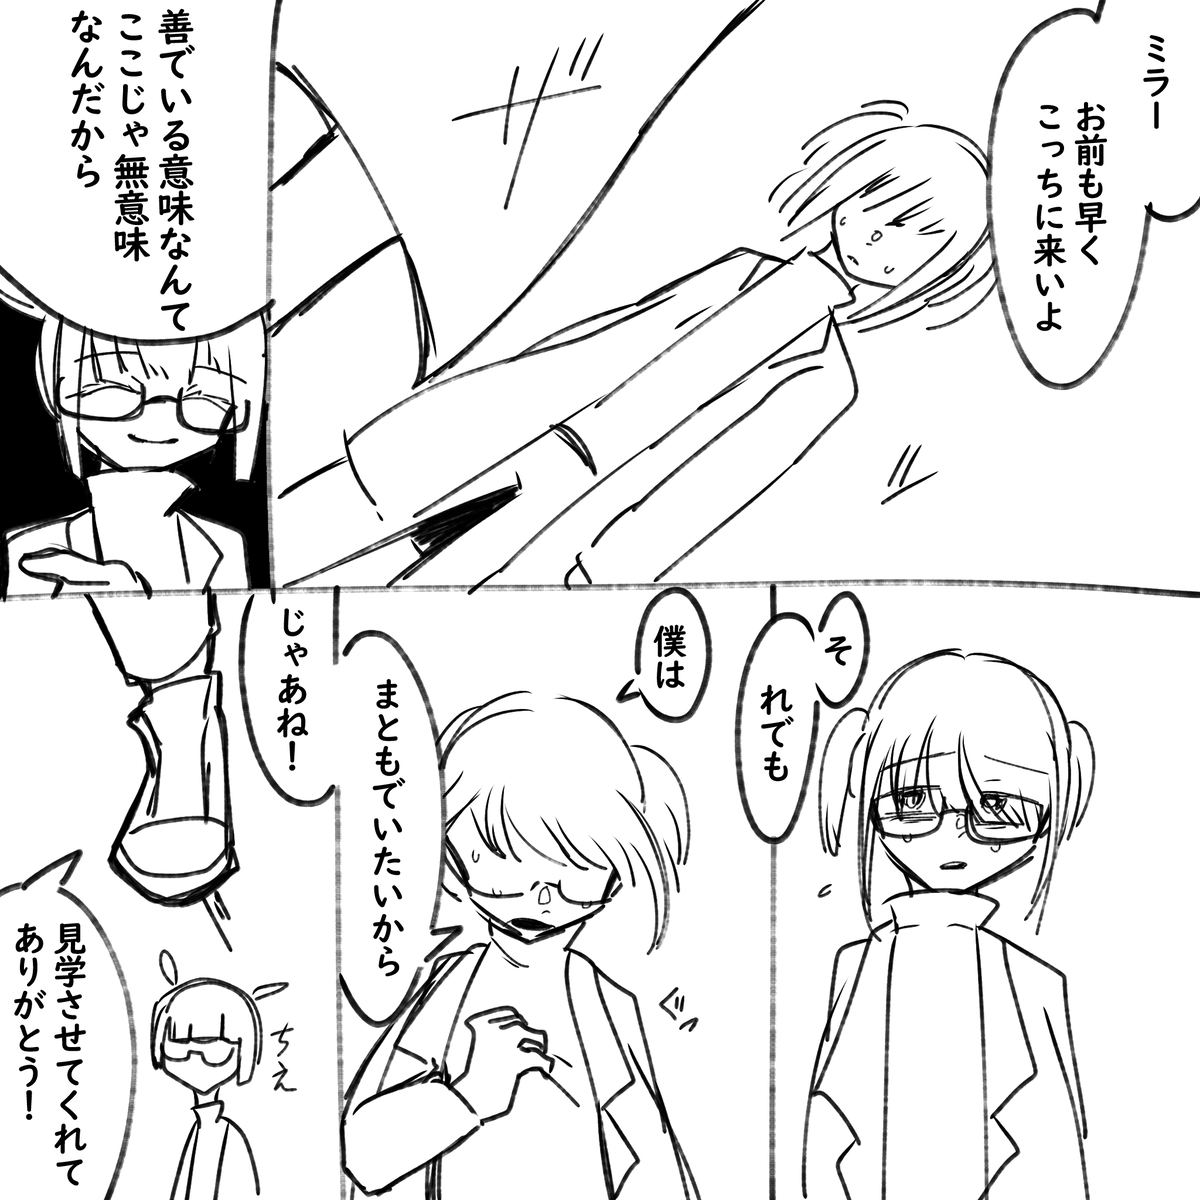 ミラー
お前も早く
こっちに来いよ
善でいる意味なんて
ここじゃ無意味
なんだから
そ
れでも
僕は
まともでいたいから
ぐっ
じゃあね!
ちえ
見学させてくれて
ありがとう!